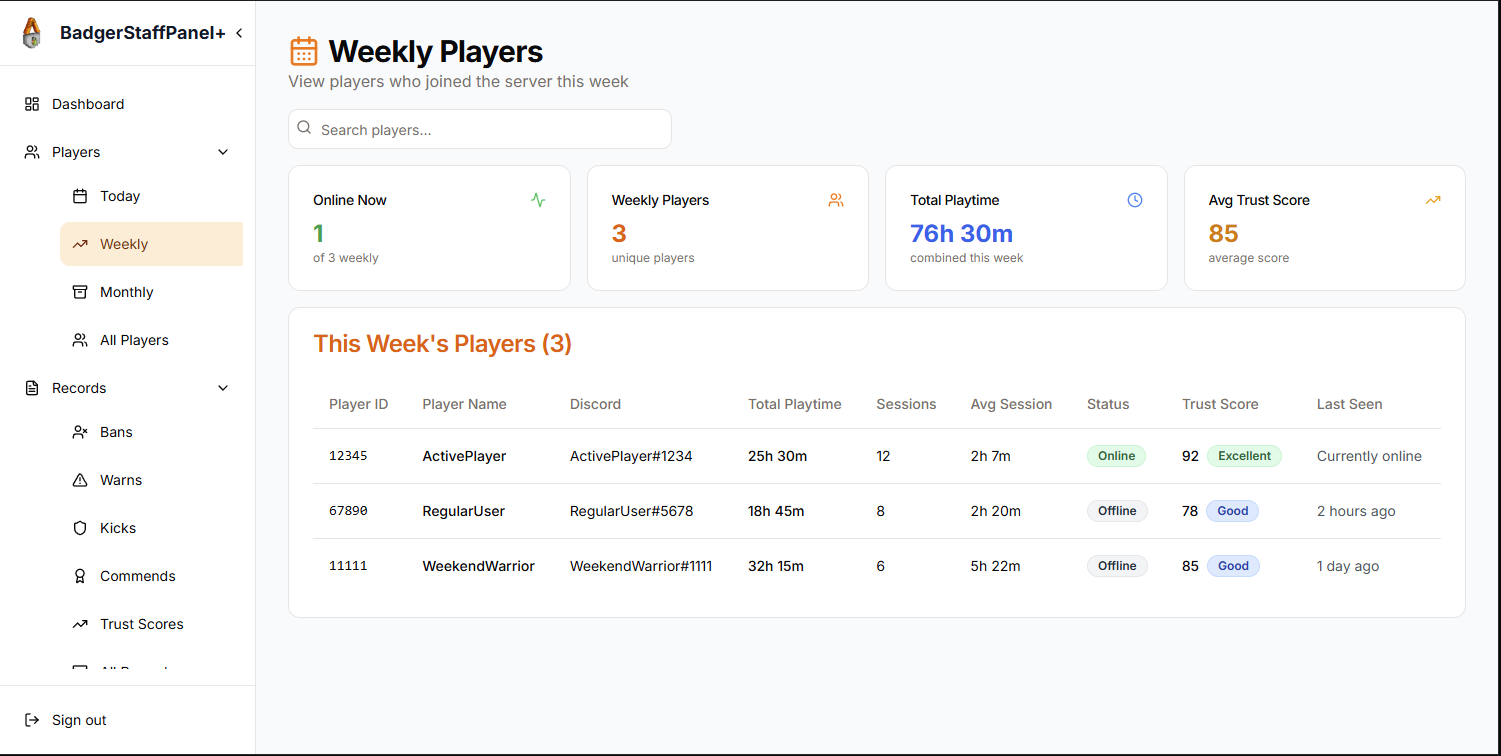 BadgerStaffPanel+
Dashboard
Players
Today
Weekly
Monthly
All Players
Records
Bans
Warns
Kicks
Commends
Trust Scores
Sign out
Weekly Players
View players who joined the server this week
Search players...
Online Now
1
of 3 weekly
Weekly Players
3
unique players
Total Playtime
76h 30m
combined this week
Avg Trust Score
85
average score
This Week's Players (3)
Player ID Player Name Discord Total Playtime Sessions Avg Session Status Trust Score Last Seen
12345 ActivePlayer ActivePlayer#1234 25h 30m 12 2h 7m Online 92 Excellent Currently online
67890 RegularUser RegularUser#5678 18h 45m 8 2h 20m Offline 78 Good 2 hours ago
11111 WeekendWarrior WeekendWarrior#1111 32h 15m 6 5h 22m Offline 85 Good 1 day ago